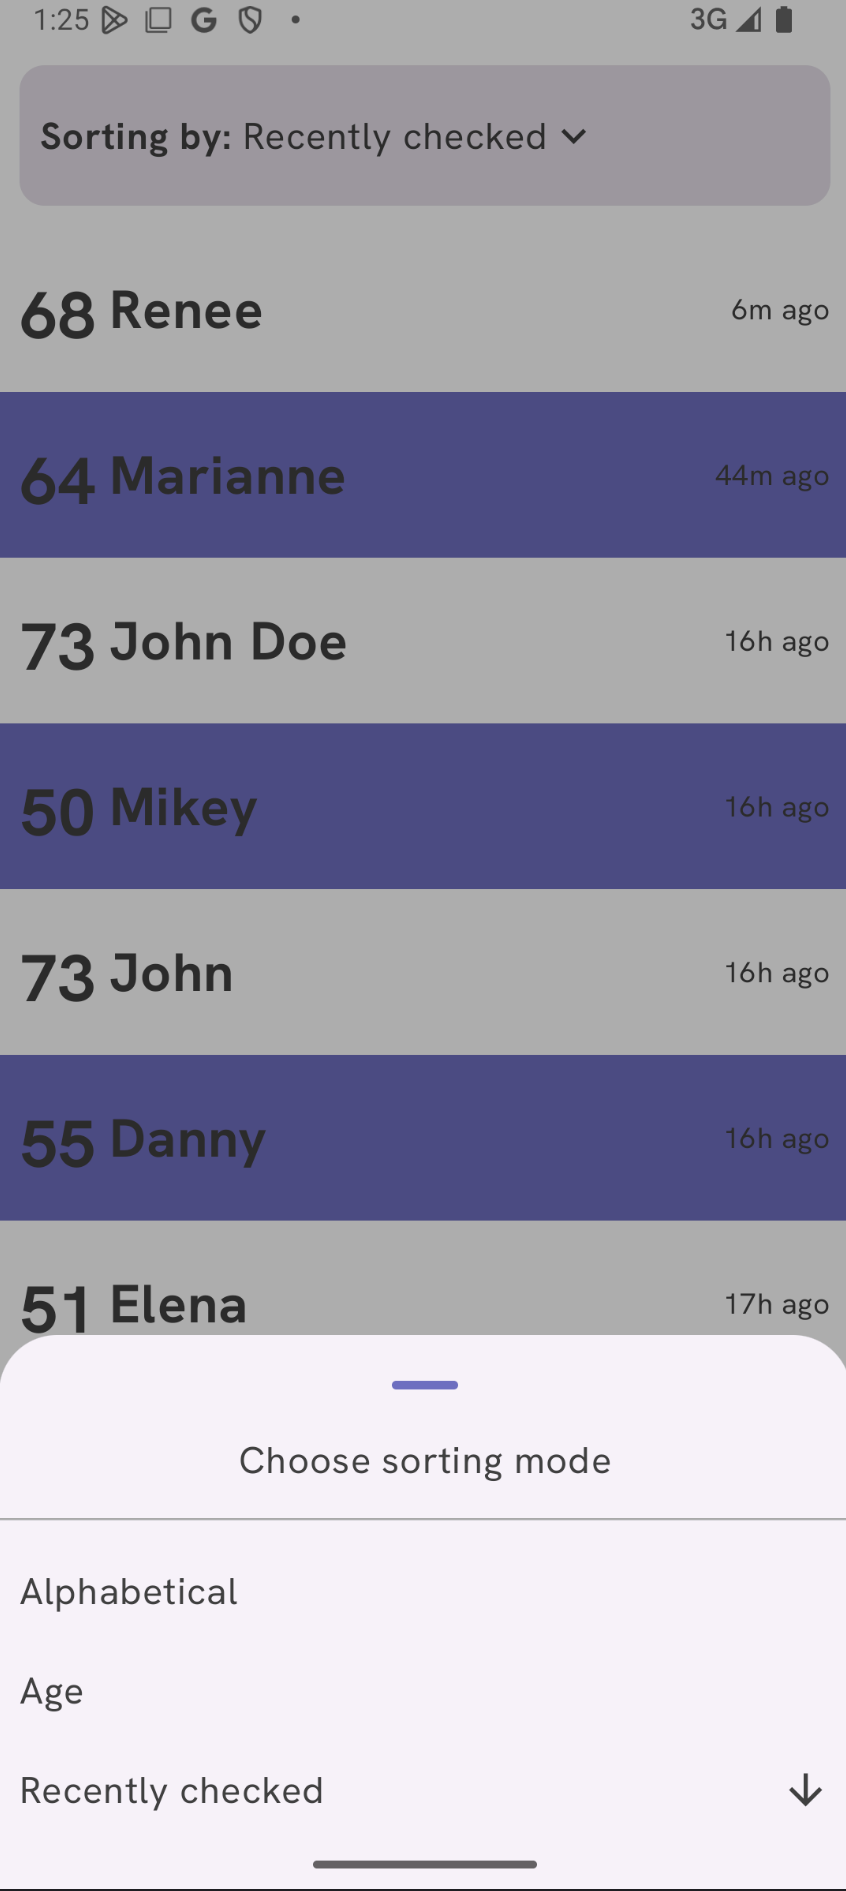 1:25 3G
Sorting by: Recently checked
68 Renee 6m ago
64 Marianne 44m ago
73 John Doe 16h ago
50 Mikey 16h ago
73 John 16h ago
55 Danny 16h ago
51 Elena 17h ago
Choose sorting mode
Alphabetical
Age
Recently checked